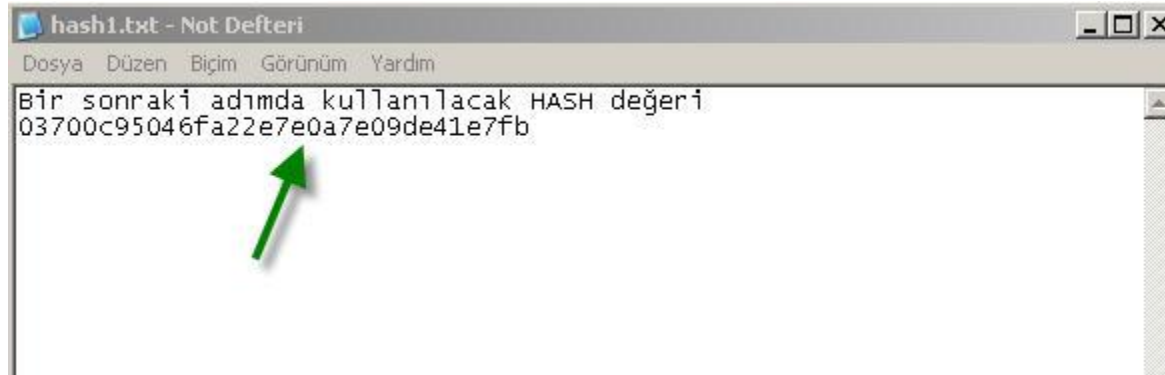 hash1.txt - Not Defteri
Dosya Düzen Biçim Görünüm Yardım
Bir sonraki adımda kullanılacak HASH değeri
03700c95046fa22e7e0a7e09de41e7fb